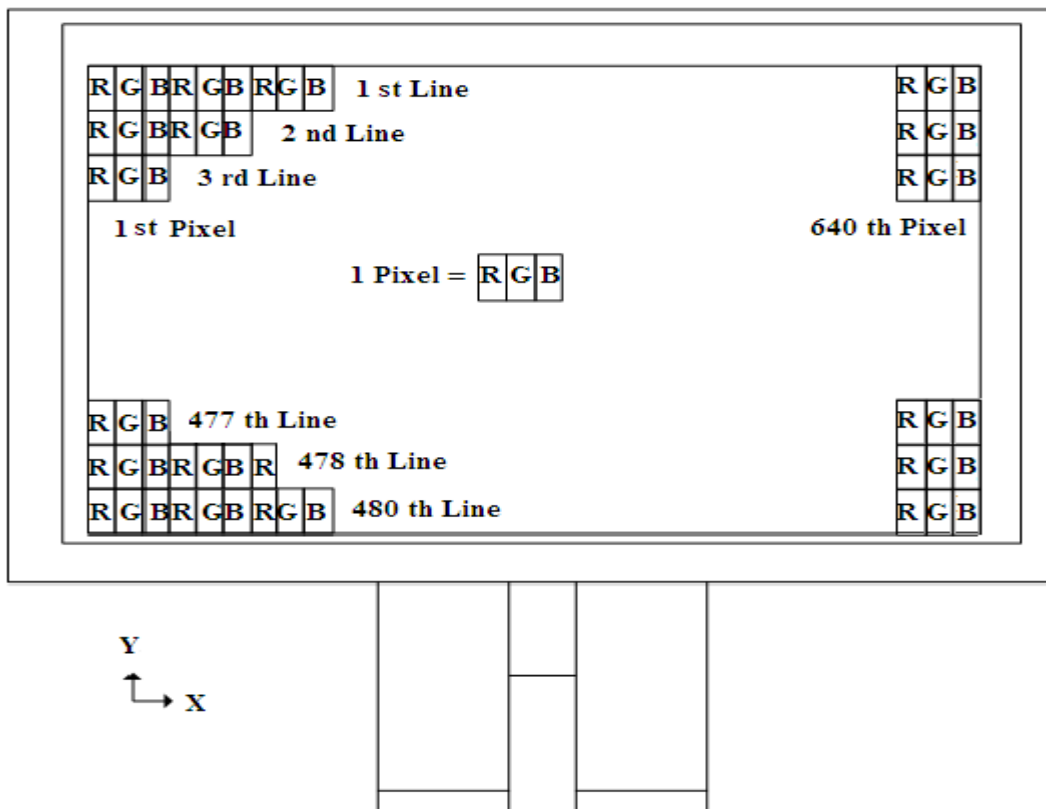 R G B R G B R G B 1 st Line R G B
R G B R G B 2 nd Line R G B
R G B 3 rd Line R G B
1 st Pixel 640 th Pixel
1 Pixel = R G B
R G B 477 th Line R G B
R G B R G B R 478 th Line R G B
R G B R G B R G B 480 th Line R G B
Y
X